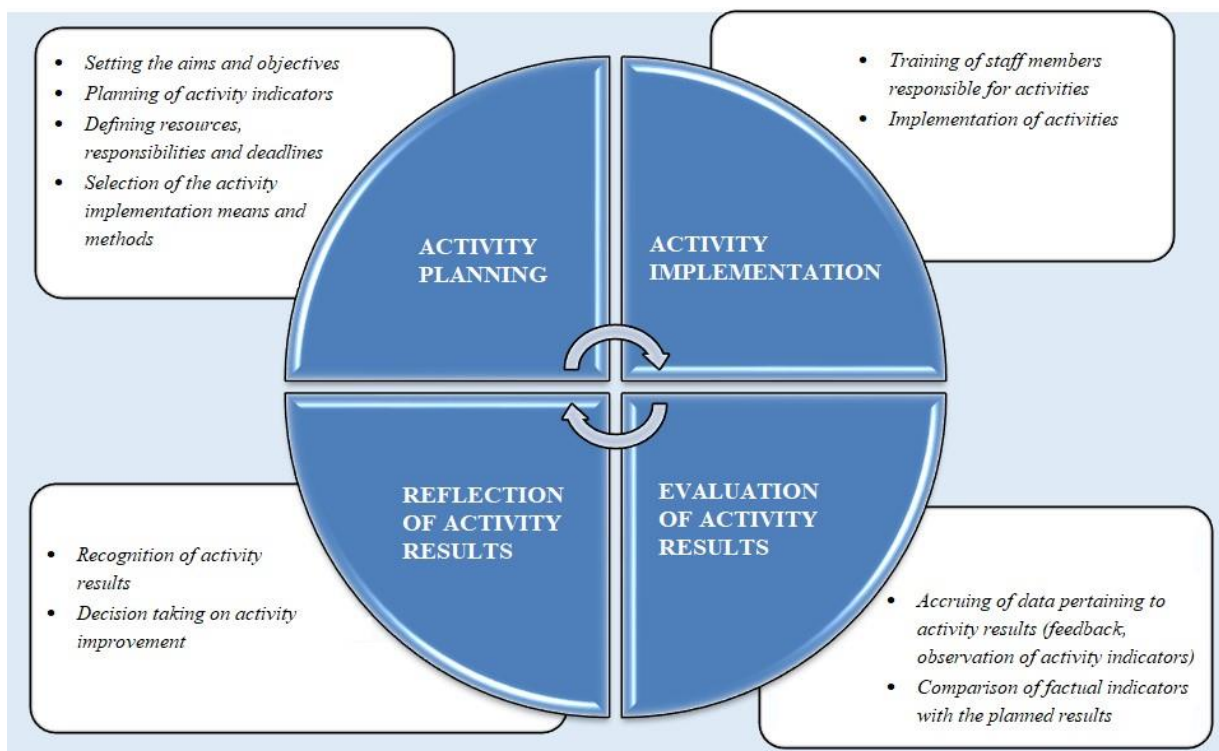 • Setting the aims and objectives
• Planning of activity indicators
• Defining resources,
responsibilities and deadlines
• Selection of the activity
implementation means and
methods
• Training of staff members
responsible for activities
• Implementation of activities
ACTIVITY
PLANNING
ACTIVITY
IMPLEMENTATION
REFLECTION
OF ACTIVITY
RESULTS
EVALUATION
OF ACTIVITY
RESULTS
• Recognition of activity
results
• Decision taking on activity
improvement
• Accruing of data pertaining to
activity results (feedback,
observation of activity indicators)
• Comparison of factual indicators
with the planned results